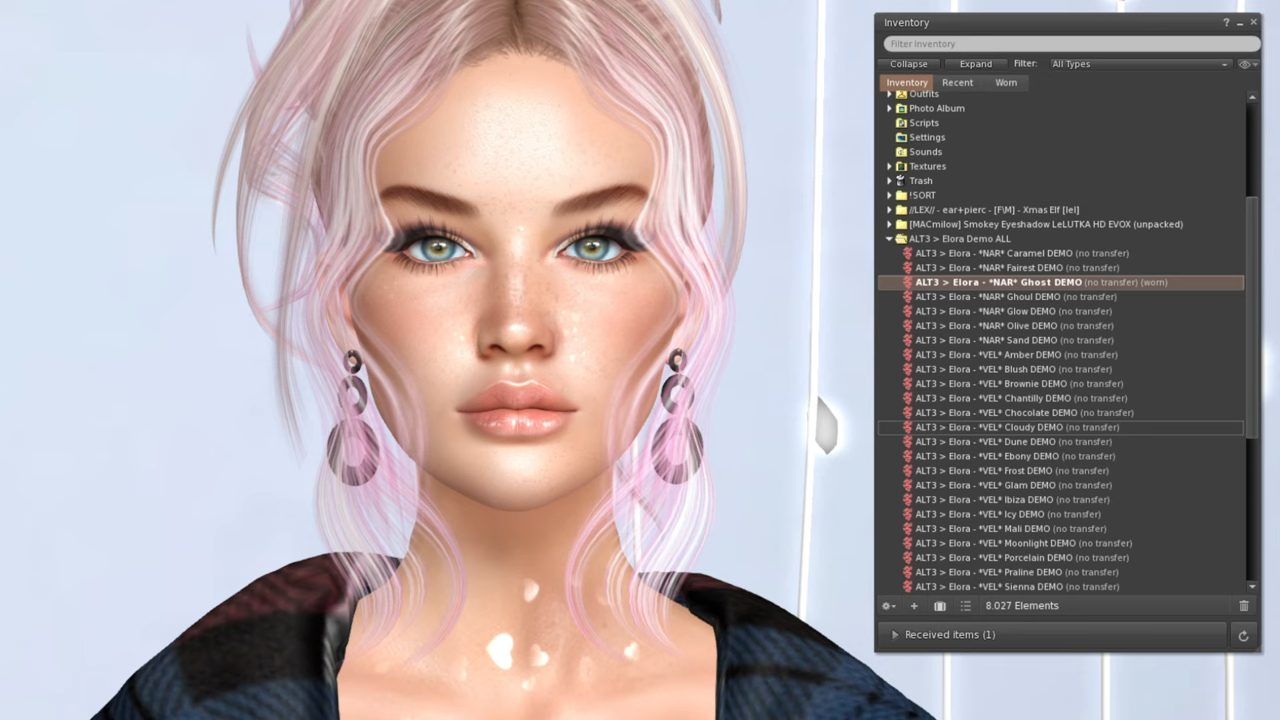 Inventory ? _ ×
Filter Inventory
Collapse Expand Filter: All Types
Inventory Recent Worn
Outfits
Photo Album
Scripts
Settings
Sounds
Textures
Trash
!SORT
//LEX// - ear+pierc - [F\M] - Xmas Elf [lel]
[MACmilow] Smokey Eyeshadow LeLUTKA HD EVOX (unpacked)
ALT3 > Elora Demo ALL
ALT3 > Elora - *NAR* Caramel DEMO (no transfer)
ALT3 > Elora - *NAR* Fairest DEMO (no transfer)
ALT3 > Elora - *NAR* Ghost DEMO (no transfer) (worn)
ALT3 > Elora - *NAR* Ghoul DEMO (no transfer)
ALT3 > Elora - *NAR* Glow DEMO (no transfer)
ALT3 > Elora - *NAR* Olive DEMO (no transfer)
ALT3 > Elora - *NAR* Sand DEMO (no transfer)
ALT3 > Elora - *VEL* Amber DEMO (no transfer)
ALT3 > Elora - *VEL* Blush DEMO (no transfer)
ALT3 > Elora - *VEL* Brownie DEMO (no transfer)
ALT3 > Elora - *VEL* Chantilly DEMO (no transfer)
ALT3 > Elora - *VEL* Chocolate DEMO (no transfer)
ALT3 > Elora - *VEL* Cloudy DEMO (no transfer)
ALT3 > Elora - *VEL* Dune DEMO (no transfer)
ALT3 > Elora - *VEL* Ebony DEMO (no transfer)
ALT3 > Elora - *VEL* Frost DEMO (no transfer)
ALT3 > Elora - *VEL* Glam DEMO (no transfer)
ALT3 > Elora - *VEL* Ibiza DEMO (no transfer)
ALT3 > Elora - *VEL* Icy DEMO (no transfer)
ALT3 > Elora - *VEL* Mali DEMO (no transfer)
ALT3 > Elora - *VEL* Moonlight DEMO (no transfer)
ALT3 > Elora - *VEL* Porcelain DEMO (no transfer)
ALT3 > Elora - *VEL* Praline DEMO (no transfer)
ALT3 > Elora - *VEL* Sienna DEMO (no transfer)
8.027 Elements
Received items (1)